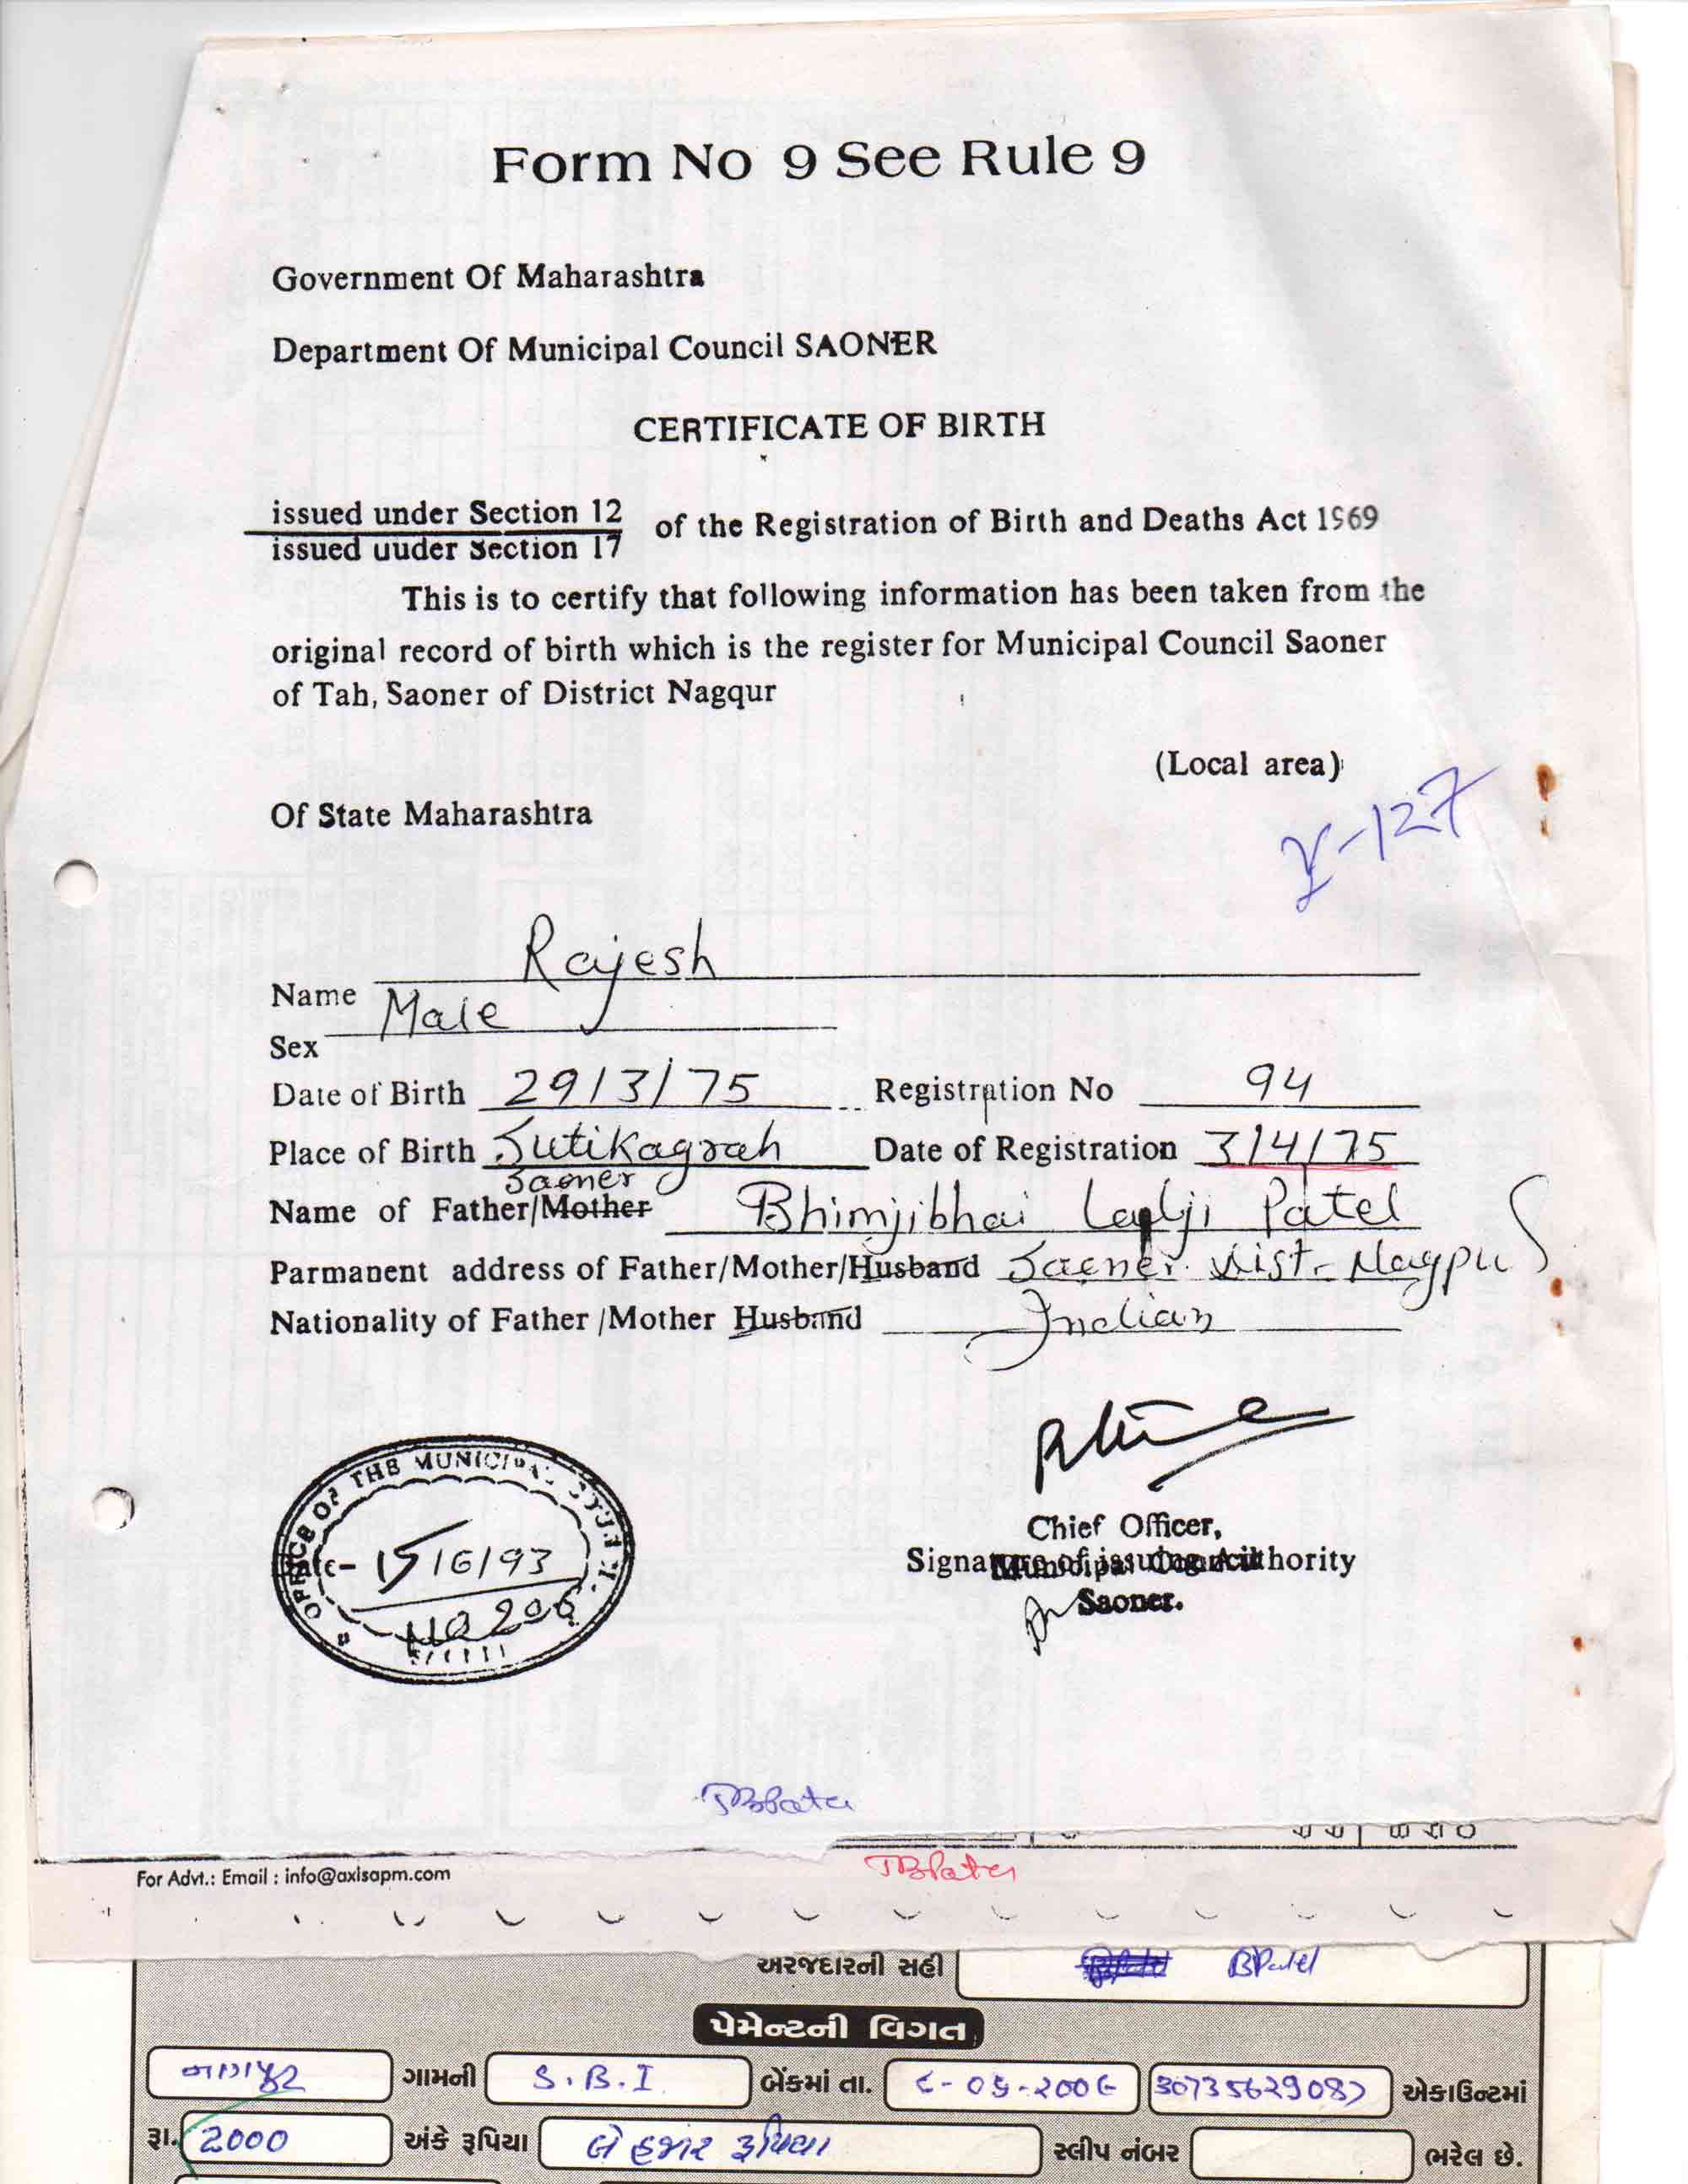 Form No 9 See Rule 9
Government Of Maharashtra
Department Of Municipal Council SAONER
CERTIFICATE OF BIRTH
issued under Section 12
issued uuder Section 17
of the Registration of Birth and Deaths Act 1969
This is to certify that following information has been taken from the
original record of birth which is the register for Municipal Council Saoner
of Tah, Saoner of District Nagqur
(Local area)
Of State Maharashtra
y-127
Name Rajesh
Sex Male
Date of Birth 29/3/75 Registration No 94
Place of Birth Sutikagrah Date of Registration 3/4/75
Saoner
Name of Father/Mother Bhimjibhai Lalji Patel
Parmanent address of Father/Mother/Husband Saoner Dist- Nagpur
Nationality of Father /Mother Husband Indian
OFFICE OF THE MUNICIPAL
Date- 15/6/93
NO 206
Chief Officer,
Signature of issuing Authority
Municipal Council
Saoner.
For Advt.: Email : info@axisapm.com
અરજદારની સહી BPatel
પેમેન્ટની વિગત
નાગપુર ગામની S.B.I બેંકમાં તા. ૮-૦૬-૨૦૦૯ 30735629087 એકાઉન્ટમાં
રૂા. 2000 અંકે રૂપિયા બે હજાર રૂપિયા સ્લીપ નંબર ભરેલ છે.